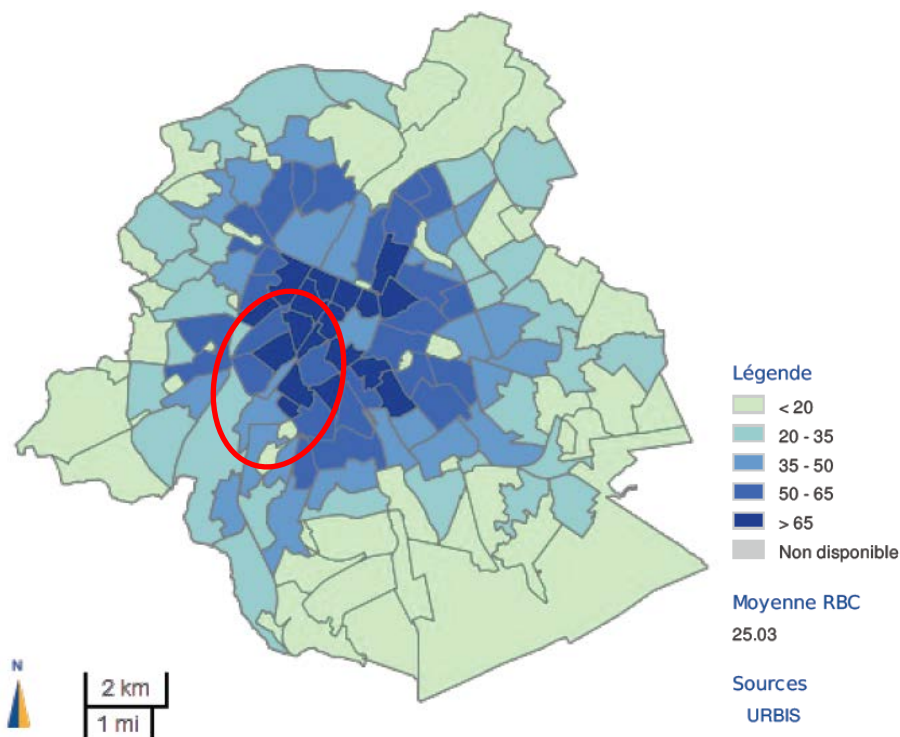 Légende
< 20
20 - 35
35 - 50
50 - 65
> 65
Non disponible
Moyenne RBC
25.03
Sources
URBIS
N
2 km
1 mi